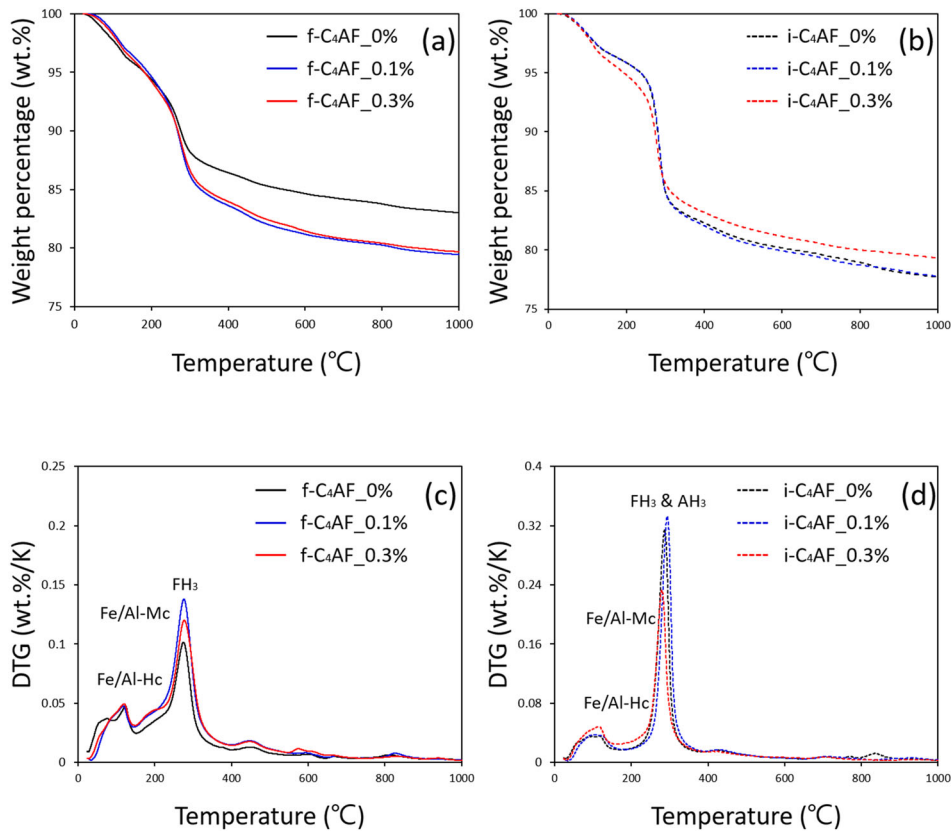 (a)
f-C₄AF_0%
f-C₄AF_0.1%
f-C₄AF_0.3%
Weight percentage (wt.%)
100
95
90
85
80
75
0
200
400
600
800
1000
Temperature (℃)
(b)
i-C₄AF_0%
i-C₄AF_0.1%
i-C₄AF_0.3%
Weight percentage (wt.%)
100
95
90
85
80
75
0
200
400
600
800
1000
Temperature (℃)
(c)
f-C₄AF_0%
f-C₄AF_0.1%
f-C₄AF_0.3%
FH₃
Fe/Al-Mc
Fe/Al-Hc
DTG (wt.%/K)
0.25
0.2
0.15
0.1
0.05
0
0
200
400
600
800
1000
Temperature (℃)
(d)
i-C₄AF_0%
i-C₄AF_0.1%
i-C₄AF_0.3%
FH₃ & AH₃
Fe/Al-Mc
Fe/Al-Hc
DTG (wt.%/K)
0.4
0.32
0.24
0.16
0.08
0
0
200
400
600
800
1000
Temperature (℃)